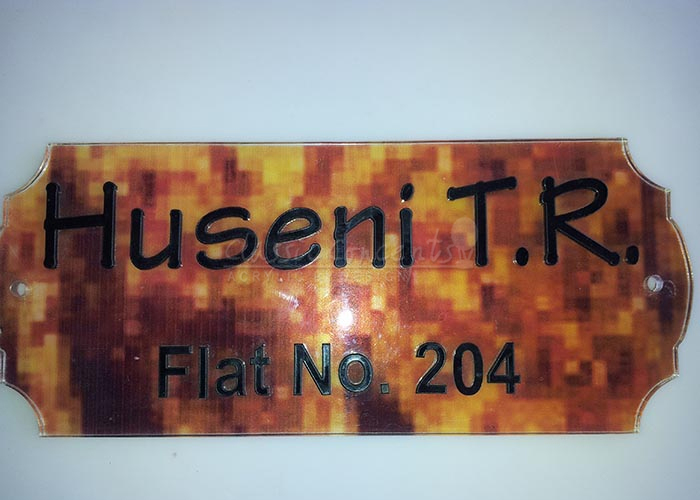 Huseni T.R.
Flat No. 204